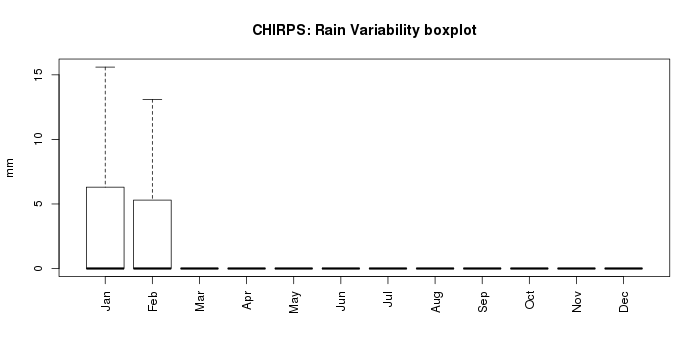 CHIRPS: Rain Variability boxplot
mm
15
10
5
0
Jan Feb Mar Apr May Jun Jul Aug Sep Oct Nov Dec